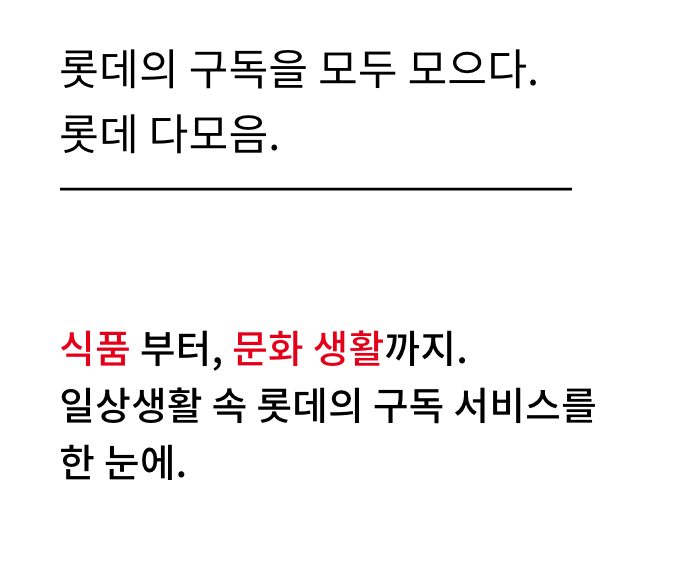 롯데의 구독을 모두 모으다.
롯데 다모음.
식품 부터, 문화 생활까지.
일상생활 속 롯데의 구독 서비스를
한 눈에.